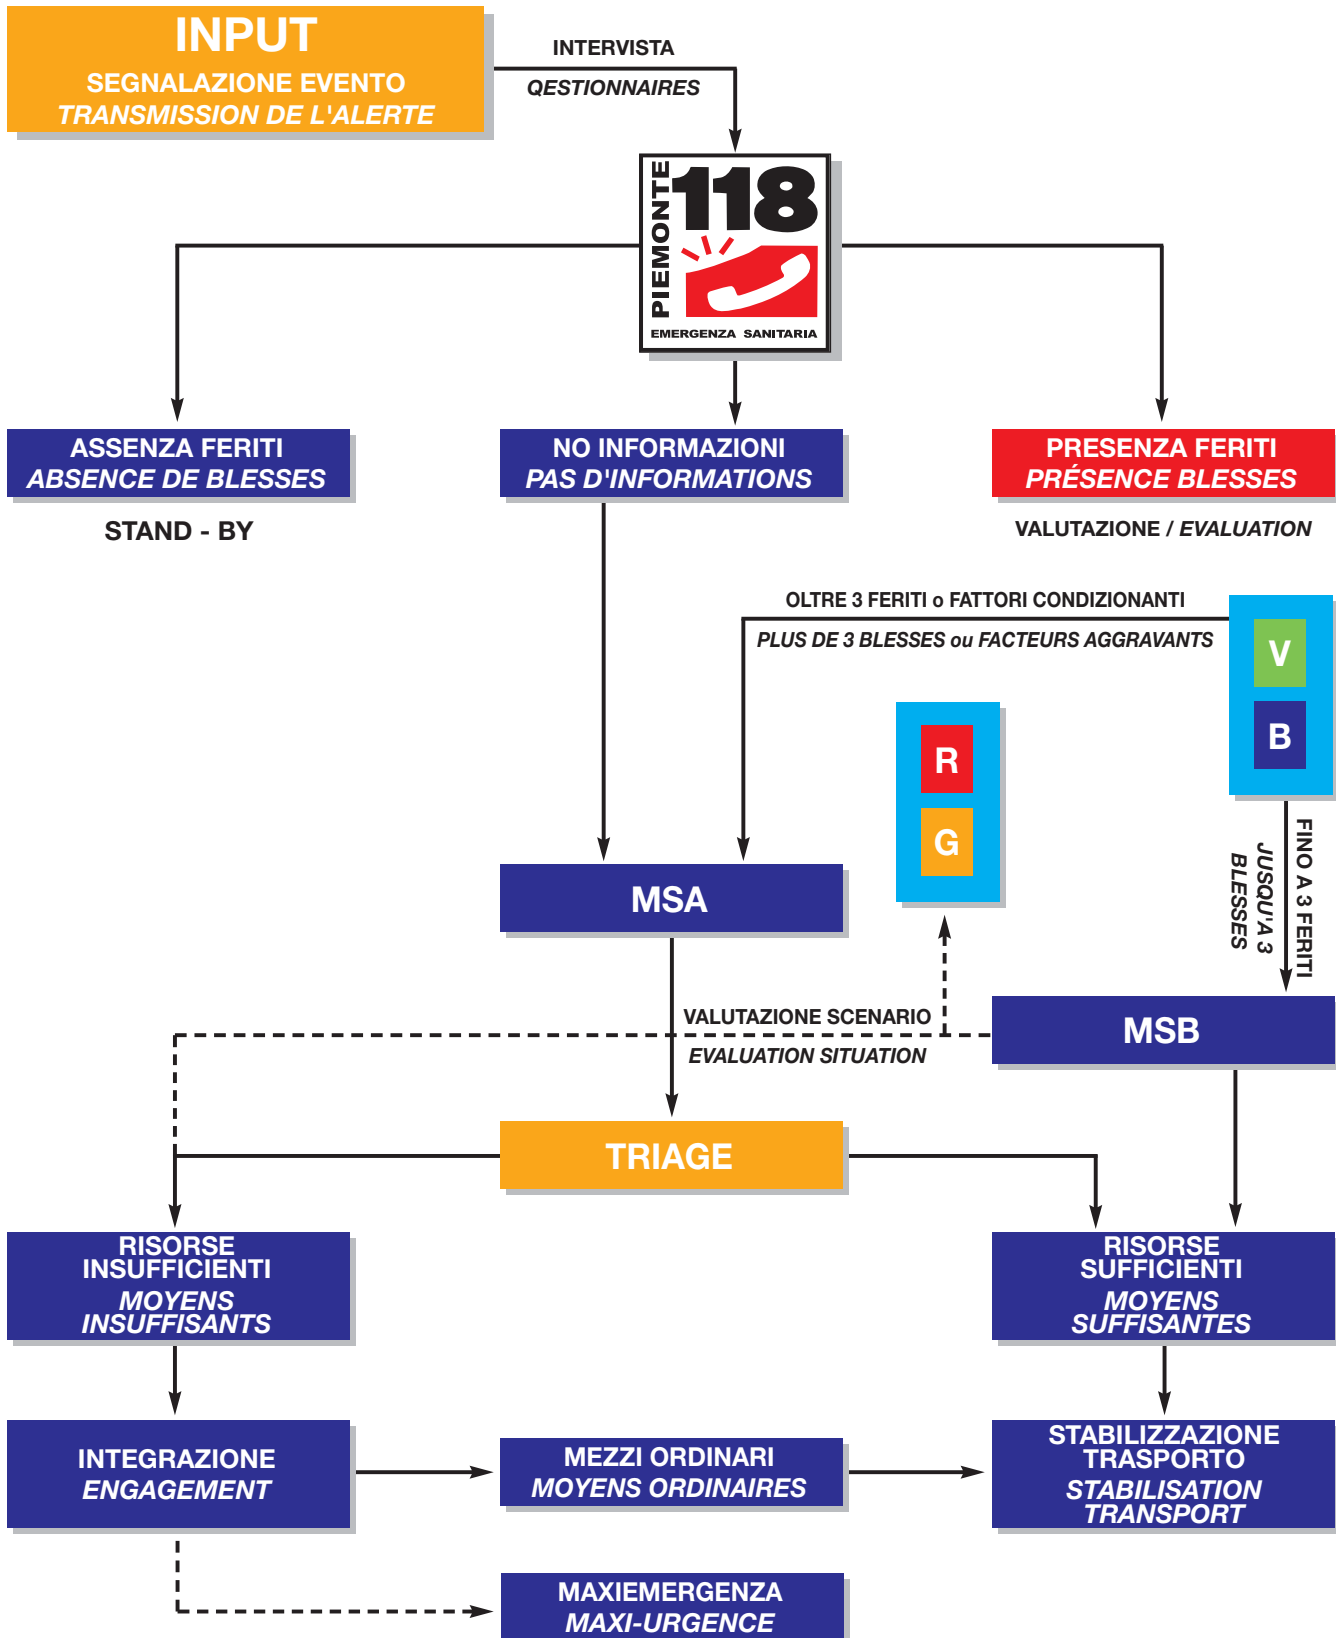 INPUT
SEGNALAZIONE EVENTO
TRANSMISSION DE L'ALERTE
INTERVISTA
QESTIONNAIRES
PIEMONTE
118
EMERGENZA SANITARIA
ASSENZA FERITI
ABSENCE DE BLESSES
STAND - BY
NO INFORMAZIONI
PAS D'INFORMATIONS
PRESENZA FERITI
PRÉSENCE BLESSES
VALUTAZIONE / EVALUATION
OLTRE 3 FERITI o FATTORI CONDIZIONANTI
PLUS DE 3 BLESSES ou FACTEURS AGGRAVANTS
V
B
R
G
FINO A 3 FERITI
JUSQU'A 3
BLESSES
MSA
VALUTAZIONE SCENARIO
EVALUATION SITUATION
MSB
TRIAGE
RISORSE
INSUFFICIENTI
MOYENS
INSUFFISANTS
RISORSE
SUFFICIENTI
MOYENS
SUFFISANTES
INTEGRAZIONE
ENGAGEMENT
MEZZI ORDINARI
MOYENS ORDINAIRES
STABILIZZAZIONE
TRASPORTO
STABILISATION
TRANSPORT
MAXIEMERGENZA
MAXI-URGENCE